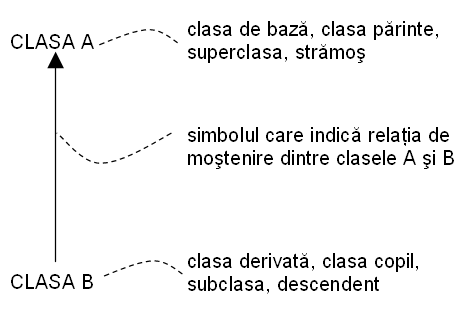 CLASA A
clasa de bază, clasa părinte,
superclasa, strămoş
simbolul care indică relaţia de
moştenire dintre clasele A şi B
CLASA B
clasa derivată, clasa copil,
subclasa, descendent